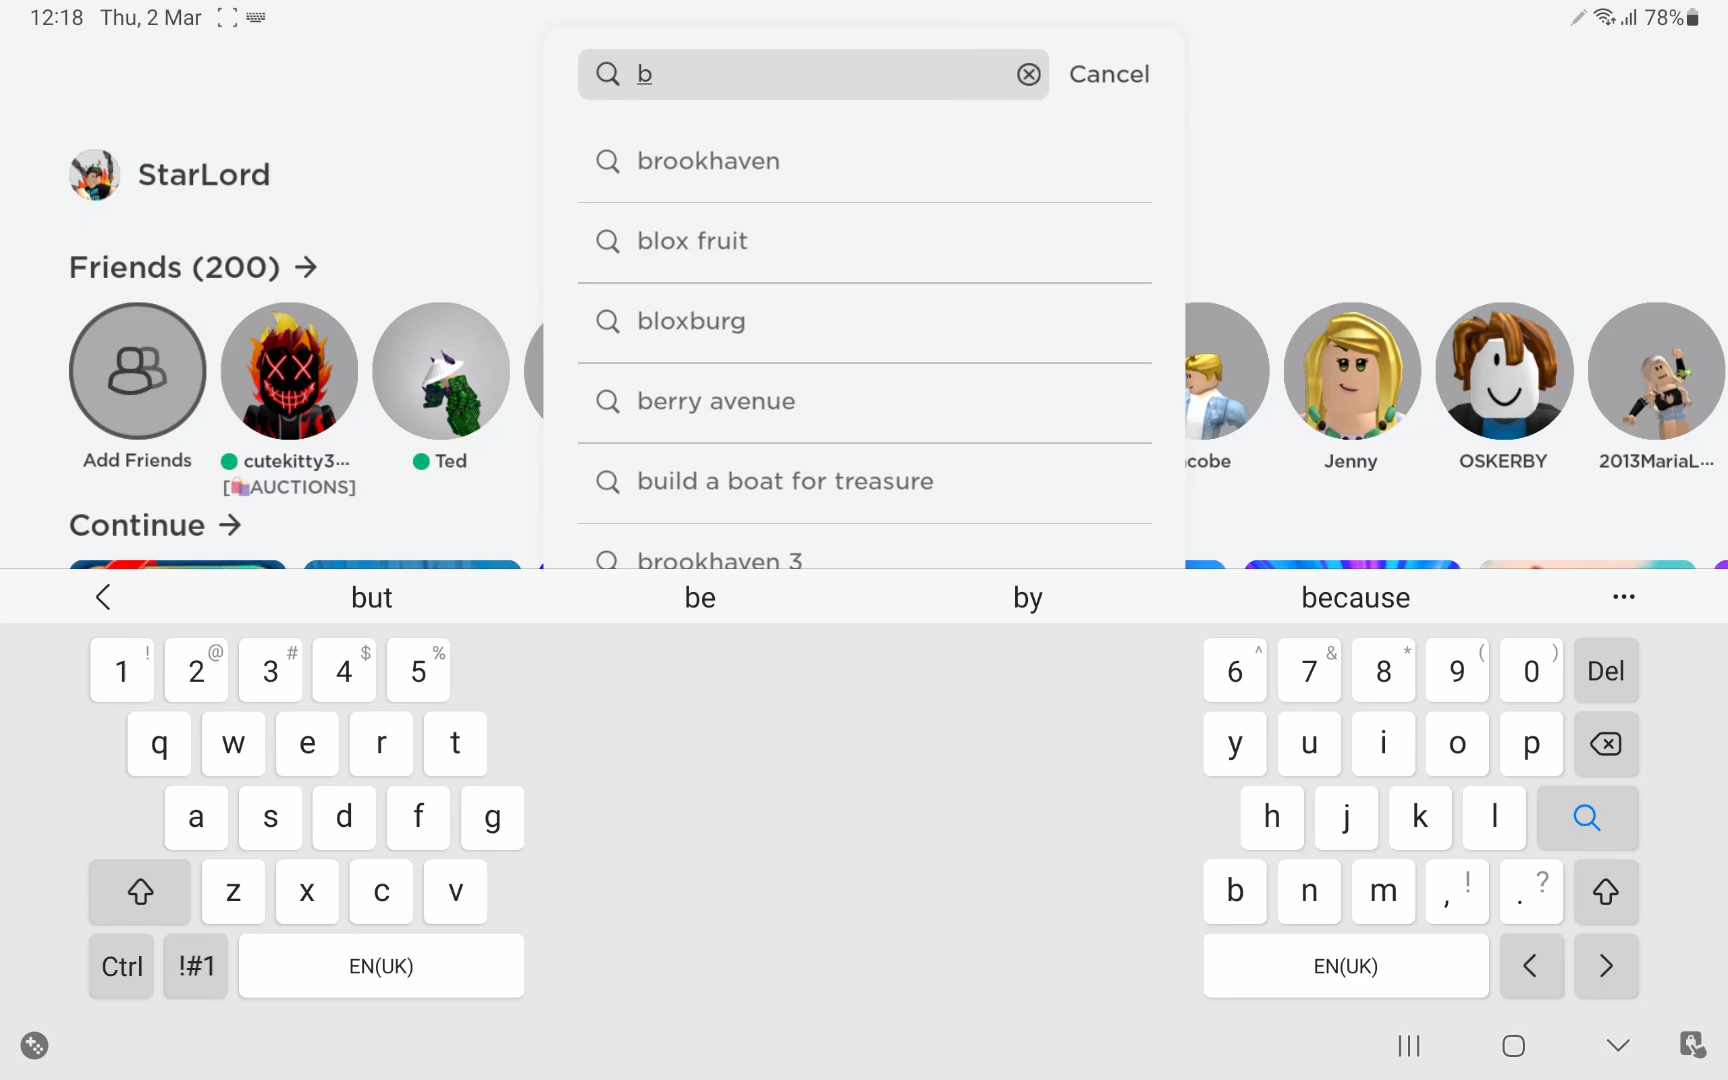 12:18 Thu, 2 Mar
78%
b
Cancel
StarLord
brookhaven
blox fruit
bloxburg
berry avenue
build a boat for treasure
brookhaven 3
Friends (200) →
Add Friends
cutekitty3...
[🛍️AUCTIONS]
Ted
cobe
Jenny
OSKERBY
2013MariaL...
Continue →
but be by because ...
1 ! 2 @ 3 # 4 $ 5 % 6 ^ 7 & 8 * 9 ( 0 ) Del
q w e r t y u i o p
a s d f g h j k l
z x c v b n m , ! . ?
Ctrl !#1 EN(UK) EN(UK) < >